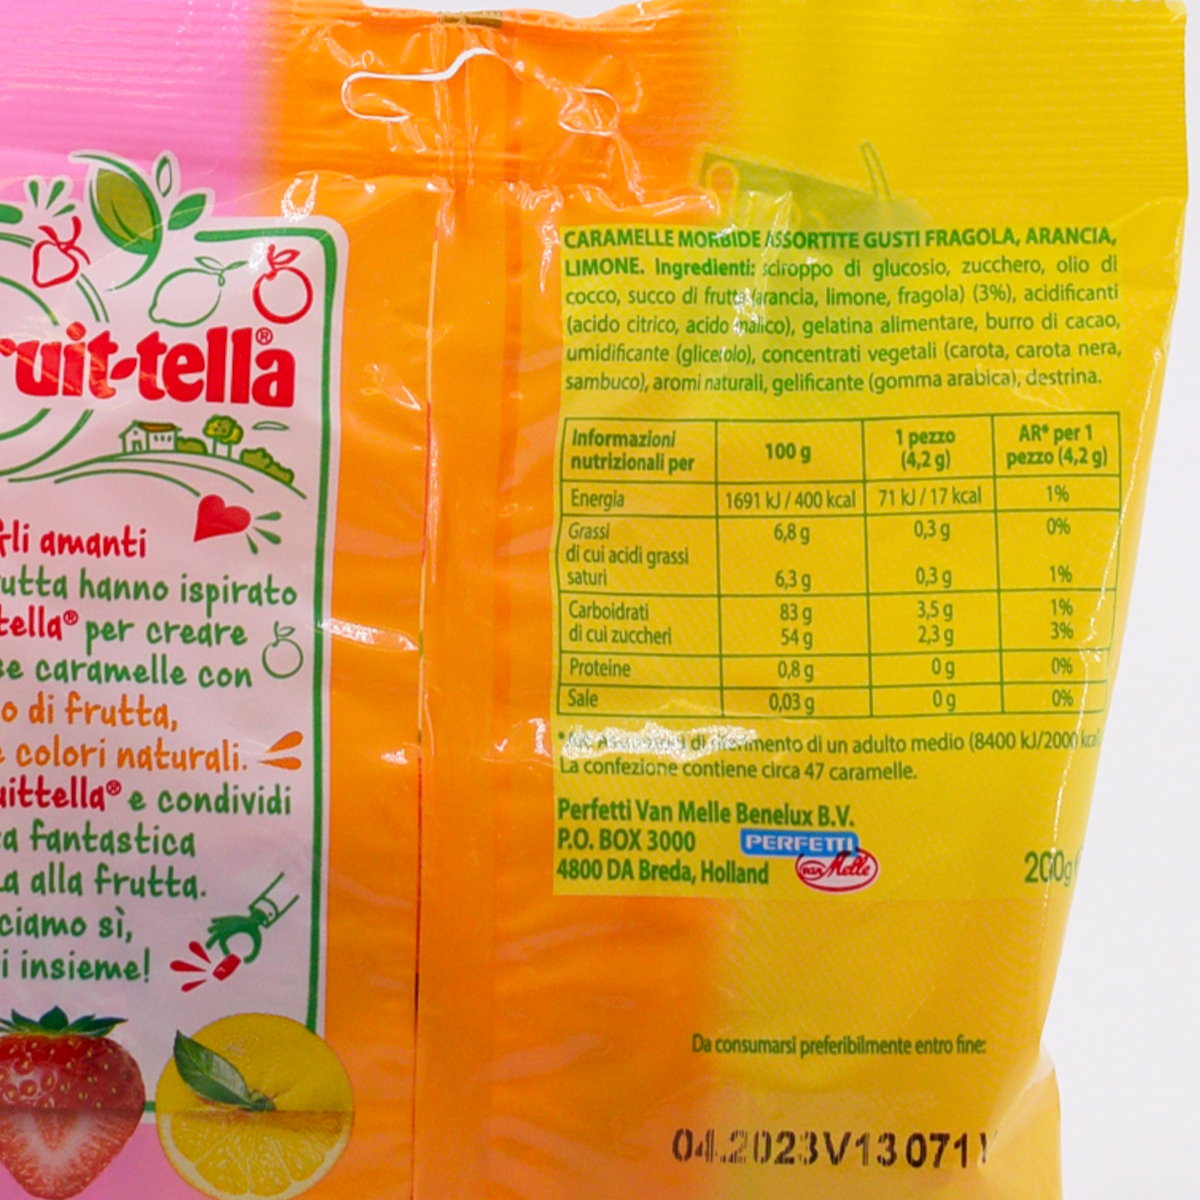 uit-tella®
gli amanti
utta hanno ispirato
tella® per creare
se caramelle con
o di frutta,
e colori naturali.
uittella® e condividi
a fantastica
a alla frutta.
ciamo sì,
i insieme!
CARAMELLE MORBIDE ASSORTITE GUSTI FRAGOLA, ARANCIA,
LIMONE. Ingredienti: sciroppo di glucosio, zucchero, olio di
cocco, succo di frutta (arancia, limone, fragola) (3%), acidificanti
(acido citrico, acido malico), gelatina alimentare, burro di cacao,
umidificante (glicerolo), concentrati vegetali (carota, carota nera,
sambuco), aromi naturali, gelificante (gomma arabica), destrina.
Informazioni nutrizionali per 100 g 1 pezzo (4,2 g) AR* per 1 pezzo (4,2 g)
Energia 1691 kJ / 400 kcal 71 kJ / 17 kcal 1%
Grassi 6,8 g 0,3 g 0%
di cui acidi grassi
saturi 6,3 g 0,3 g 1%
Carboidrati 83 g 3,5 g 1%
di cui zuccheri 54 g 2,3 g 3%
Proteine 0,8 g 0 g 0%
Sale 0,03 g 0 g 0%
di riferimento di un adulto medio (8400 kJ/2000 kcal
La confezione contiene circa 47 caramelle.
Perfetti Van Melle Benelux B.V.
P.O. BOX 3000
4800 DA Breda, Holland
PERFETTI
van Melle
200g
Da consumarsi preferibilmente entro fine:
04.2023V13071